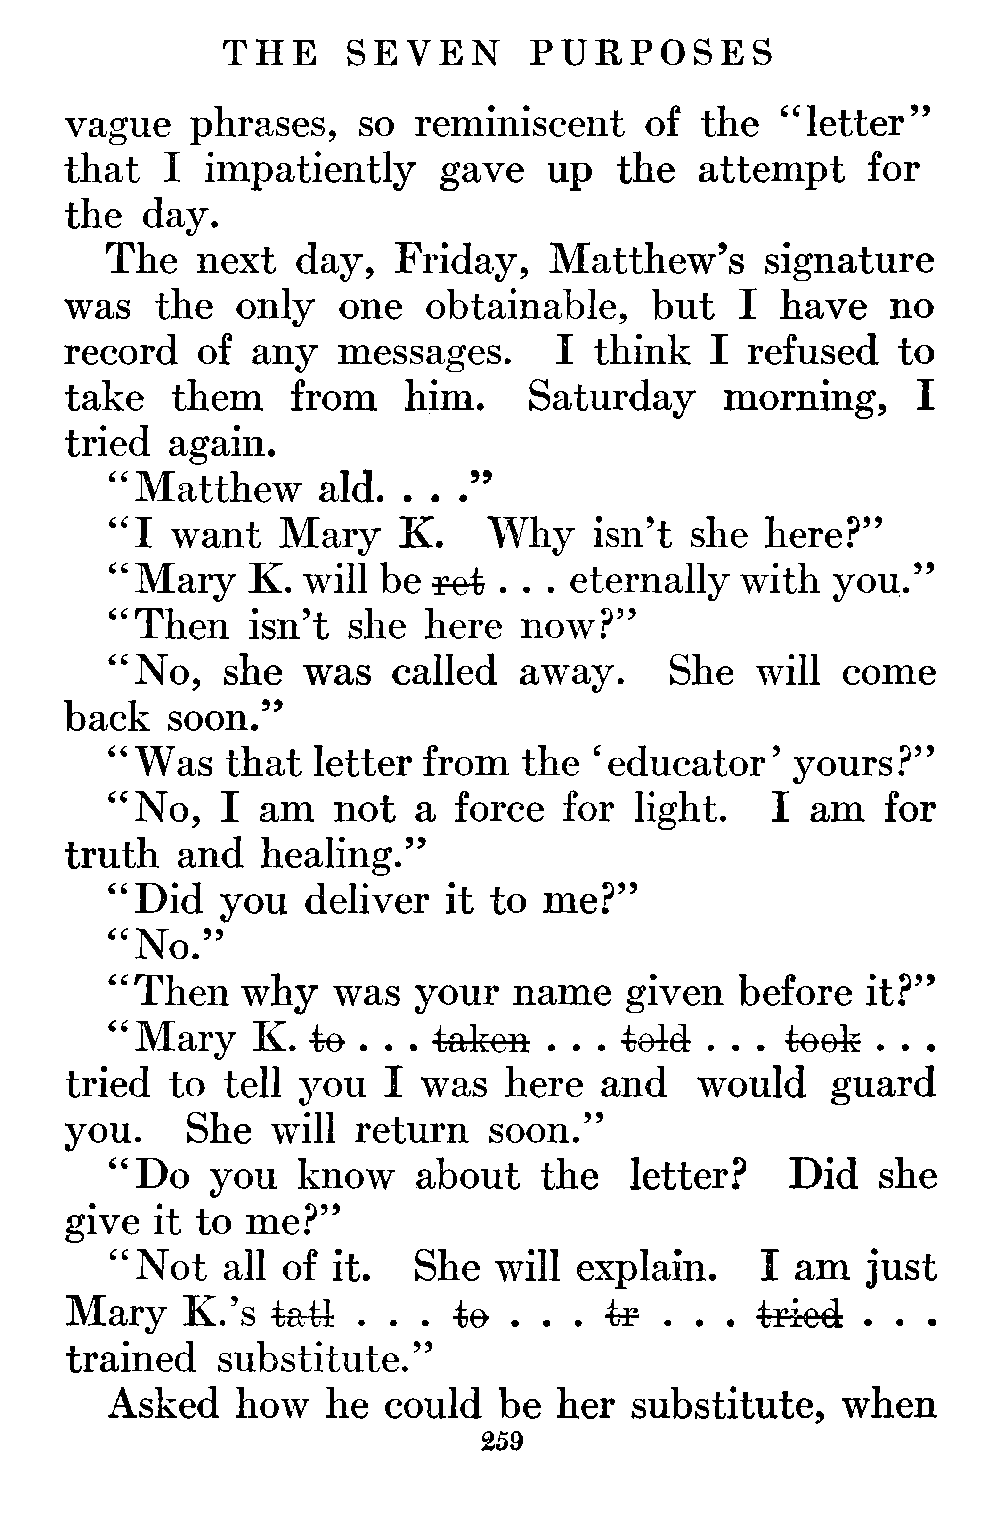 THE SEVEN PURPOSES
vague phrases, so reminiscent of the “letter”
that I impatiently gave up the attempt for
the day.
The next day, Friday, Matthew’s signature
was the only one obtainable, but I have no
record of any messages. I think I refused to
take them from him. Saturday morning, I
tried again.
“Matthew ald. . . .”
“I want Mary K. Why isn’t she here?”
“Mary K. will be ret . . . eternally with you.”
“Then isn’t she here now?”
“No, she was called away. She will come
back soon.”
“Was that letter from the ‘educator’ yours?”
“No, I am not a force for light. I am for
truth and healing.”
“Did you deliver it to me?”
“No.”
“Then why was your name given before it?”
“Mary K. to . . . taken . . . told . . . took . . .
tried to tell you I was here and would guard
you. She will return soon.”
“Do you know about the letter? Did she
give it to me?”
“Not all of it. She will explain. I am just
Mary K.’s tatl . . . to . . . tr . . . tried . . .
trained substitute.”
Asked how he could be her substitute, when
259